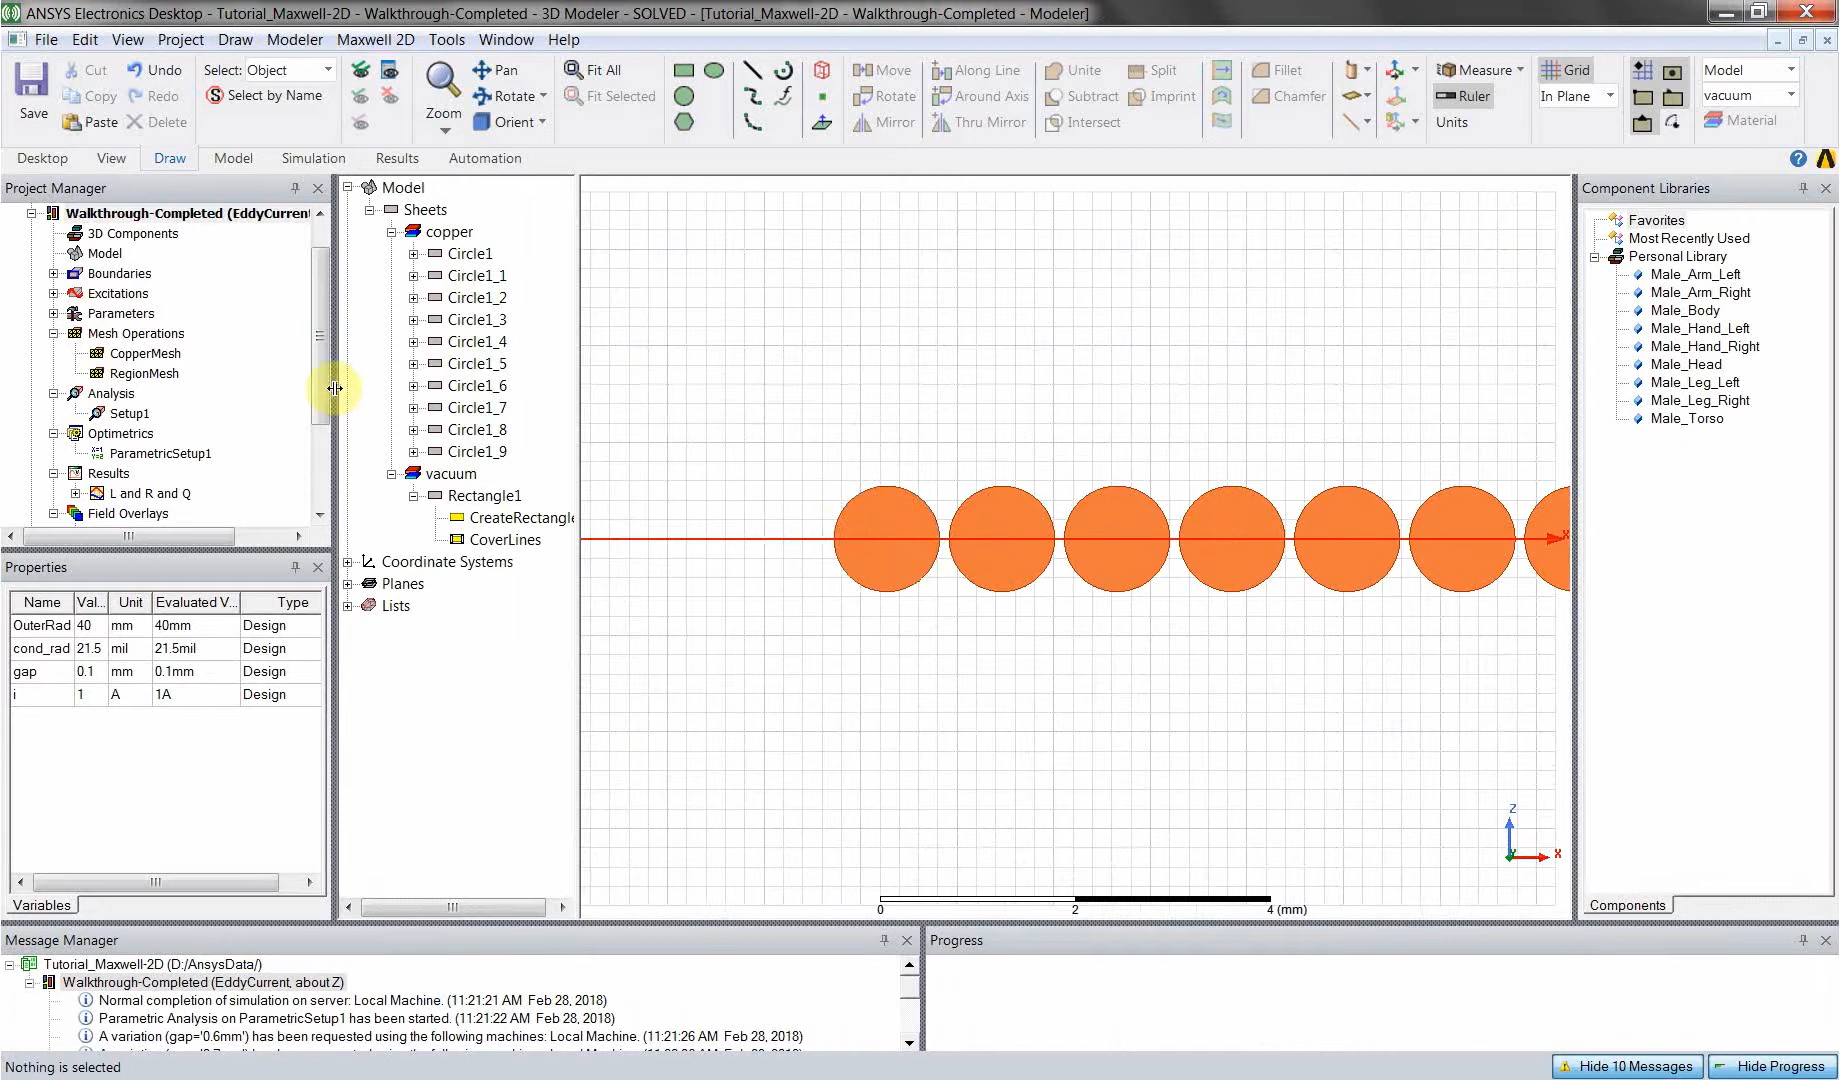 ANSYS Electronics Desktop - Tutorial_Maxwell-2D - Walkthrough-Completed - 3D Modeler - SOLVED - [Tutorial_Maxwell-2D - Walkthrough-Completed - Modeler]
File Edit View Project Draw Modeler Maxwell 2D Tools Window Help
Save
Cut
Copy
Paste
Undo
Redo
Delete
Select: Object
Select by Name
Zoom
Pan
Rotate
Orient
Fit All
Fit Selected
Move
Rotate
Mirror
Along Line
Around Axis
Thru Mirror
Unite
Subtract
Intersect
Split
Imprint
Fillet
Chamfer
Measure
Ruler
Units
Grid
In Plane
Model
vacuum
Material
Desktop View Draw Model Simulation Results Automation
Project Manager
Walkthrough-Completed (EddyCurrent
3D Components
Model
Boundaries
Excitations
Parameters
Mesh Operations
CopperMesh
RegionMesh
Analysis
Setup1
Optimetrics
ParametricSetup1
Results
L and R and Q
Field Overlays
Properties
Name Val... Unit Evaluated V... Type
OuterRad 40 mm 40mm Design
cond_rad 21.5 mil 21.5mil Design
gap 0.1 mm 0.1mm Design
i 1 A 1A Design
Variables
Model
Sheets
copper
Circle1
Circle1_1
Circle1_2
Circle1_3
Circle1_4
Circle1_5
Circle1_6
Circle1_7
Circle1_8
Circle1_9
vacuum
Rectangle1
CreateRectangle
CoverLines
Coordinate Systems
Planes
Lists
X
Z
Y
X
0 2 4 (mm)
Component Libraries
Favorites
Most Recently Used
Personal Library
Male_Arm_Left
Male_Arm_Right
Male_Body
Male_Hand_Left
Male_Hand_Right
Male_Head
Male_Leg_Left
Male_Leg_Right
Male_Torso
Components
Message Manager
Tutorial_Maxwell-2D (D:/AnsysData/)
Walkthrough-Completed (EddyCurrent, about Z)
Normal completion of simulation on server: Local Machine. (11:21:21 AM Feb 28, 2018)
Parametric Analysis on ParametricSetup1 has been started. (11:21:22 AM Feb 28, 2018)
A variation (gap='0.6mm') has been requested using the following machines: Local Machine. (11:21:26 AM Feb 28, 2018)
Progress
Nothing is selected
Hide 10 Messages
Hide Progress